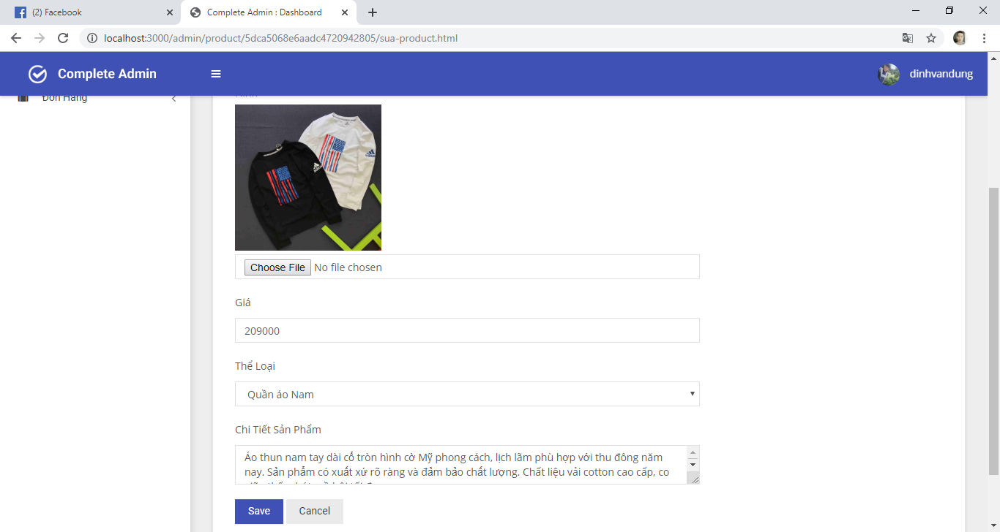 (2) Facebook
Complete Admin : Dashboard
localhost:3000/admin/product/5dca5068e6aadc4720942805/sua-product.html
Complete Admin
dinhvandung
Đơn Hàng
Choose File No file chosen
Giá
209000
Thể Loại
Quần áo Nam
Chi Tiết Sản Phẩm
Áo thun nam tay dài cổ tròn hình cờ Mỹ phong cách, lịch lãm phù hợp với thu đông năm
nay. Sản phẩm có xuất xứ rõ ràng và đảm bảo chất lượng. Chất liệu vải cotton cao cấp, co
Save
Cancel